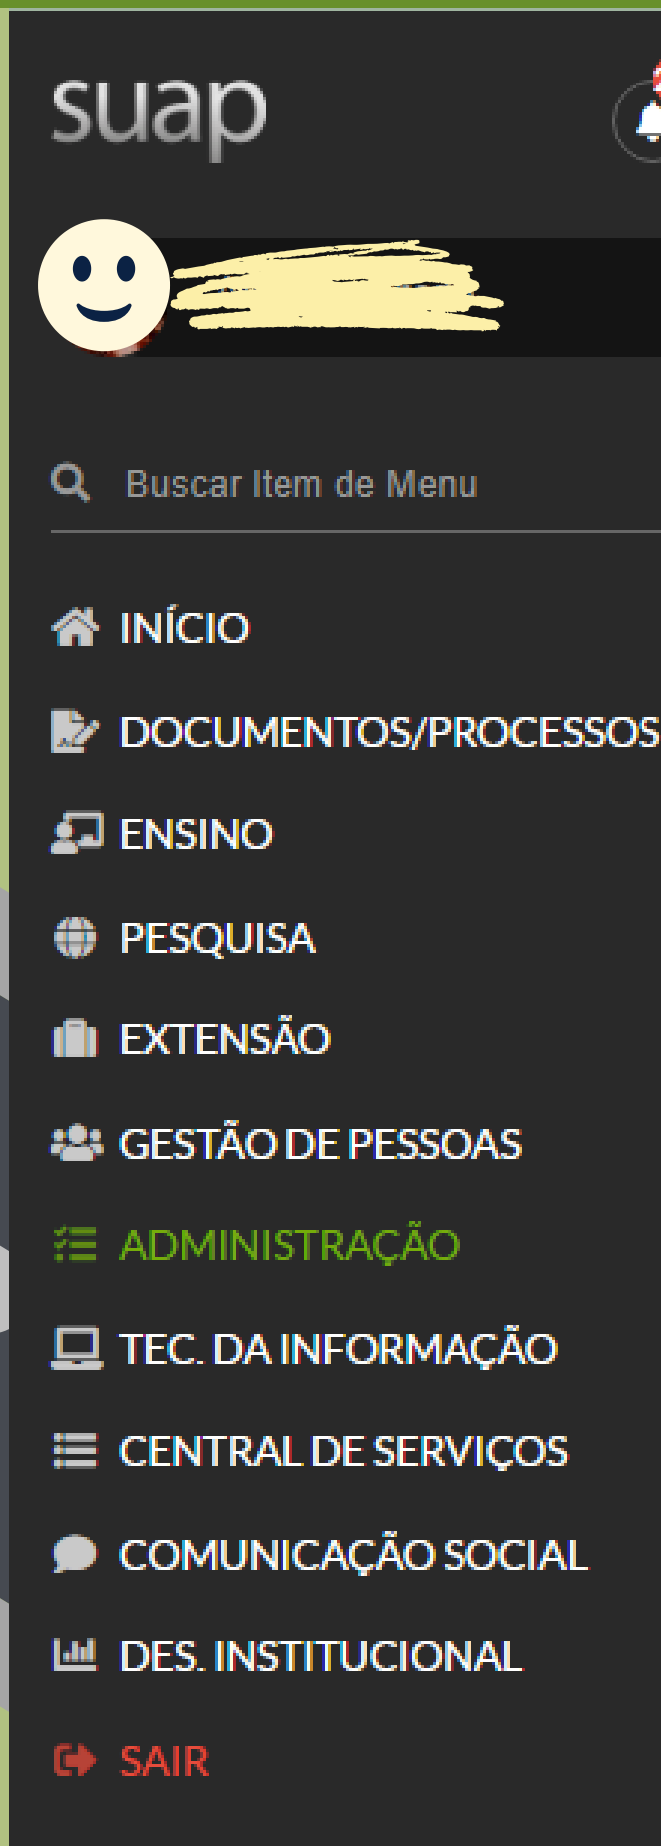 suap
Buscar Item de Menu
INÍCIO
DOCUMENTOS/PROCESSOS
ENSINO
PESQUISA
EXTENSÃO
GESTÃO DE PESSOAS
ADMINISTRAÇÃO
TEC. DA INFORMAÇÃO
CENTRAL DE SERVIÇOS
COMUNICAÇÃO SOCIAL
DES. INSTITUCIONAL
SAIR